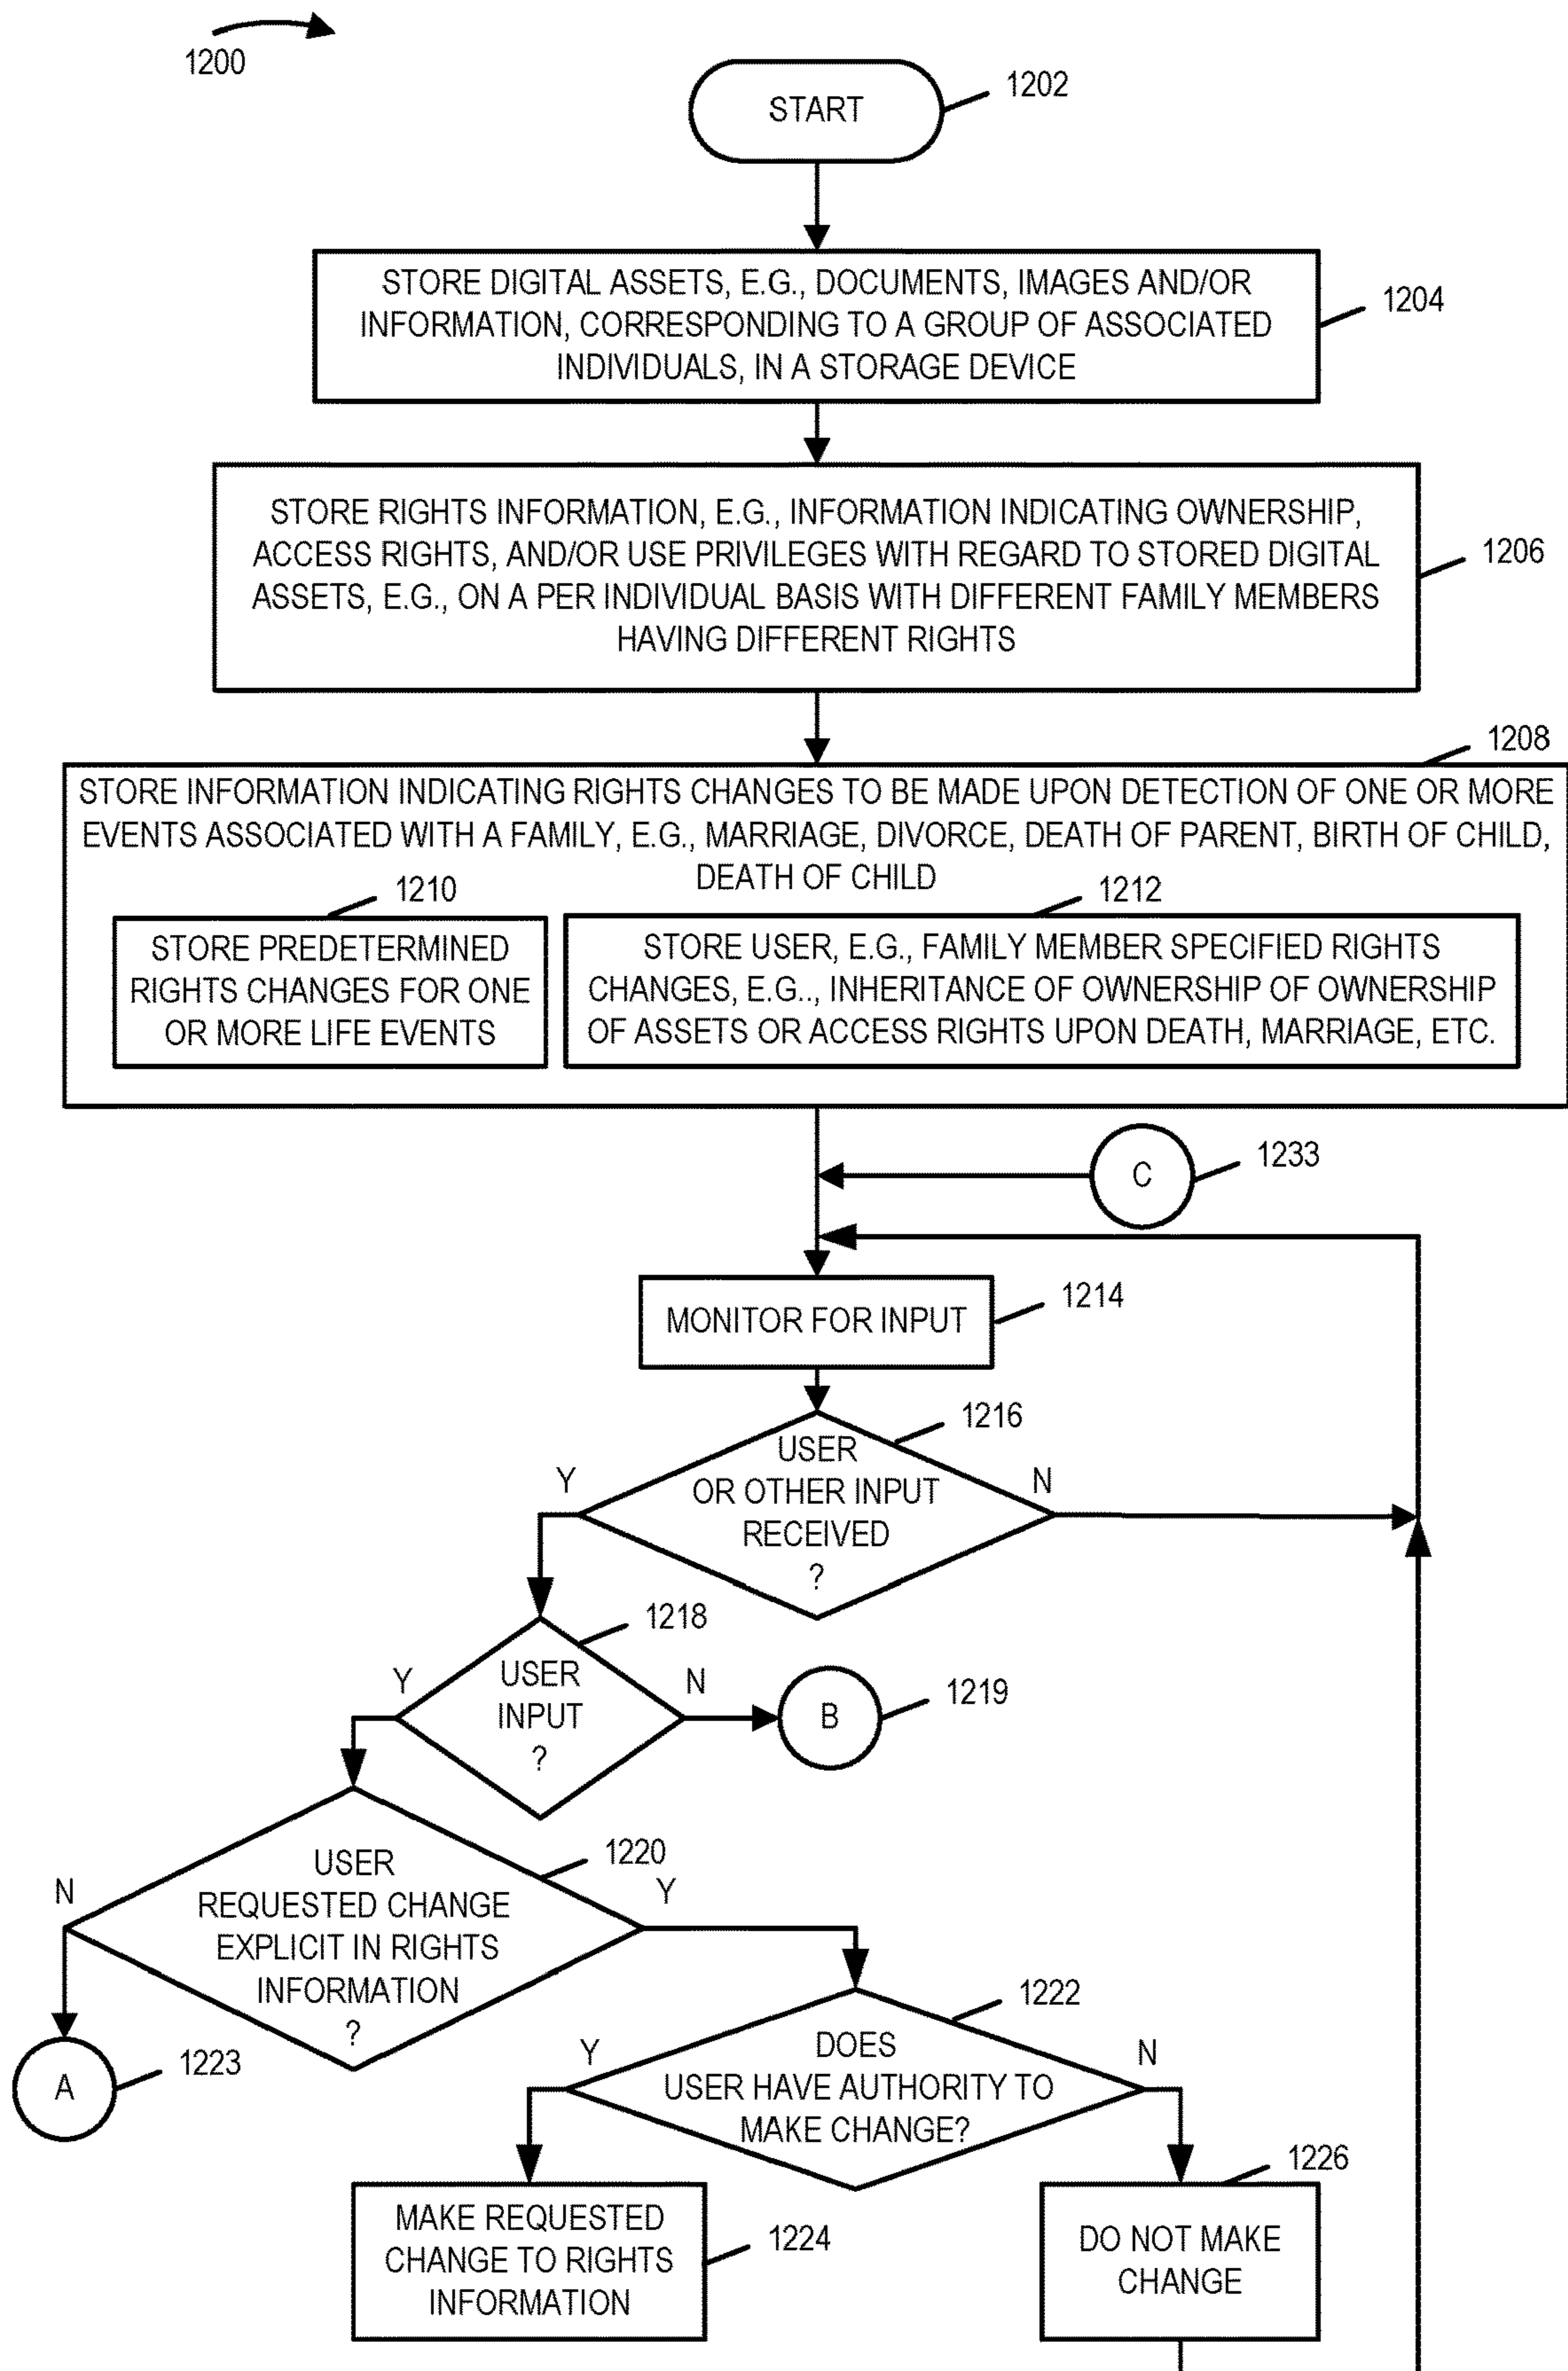 1200
START
1202
STORE DIGITAL ASSETS, E.G., DOCUMENTS, IMAGES AND/OR
INFORMATION, CORRESPONDING TO A GROUP OF ASSOCIATED
INDIVIDUALS, IN A STORAGE DEVICE
1204
STORE RIGHTS INFORMATION, E.G., INFORMATION INDICATING OWNERSHIP,
ACCESS RIGHTS, AND/OR USE PRIVILEGES WITH REGARD TO STORED DIGITAL
ASSETS, E.G., ON A PER INDIVIDUAL BASIS WITH DIFFERENT FAMILY MEMBERS
HAVING DIFFERENT RIGHTS
1206
1208
STORE INFORMATION INDICATING RIGHTS CHANGES TO BE MADE UPON DETECTION OF ONE OR MORE
EVENTS ASSOCIATED WITH A FAMILY, E.G., MARRIAGE, DIVORCE, DEATH OF PARENT, BIRTH OF CHILD,
DEATH OF CHILD
1210
STORE PREDETERMINED
RIGHTS CHANGES FOR ONE
OR MORE LIFE EVENTS
1212
STORE USER, E.G., FAMILY MEMBER SPECIFIED RIGHTS
CHANGES, E.G.., INHERITANCE OF OWNERSHIP OF OWNERSHIP
OF ASSETS OR ACCESS RIGHTS UPON DEATH, MARRIAGE, ETC.
C
1233
MONITOR FOR INPUT
1214
1216
USER
OR OTHER INPUT
RECEIVED
?
Y
N
1218
USER
INPUT
?
Y
N
B
1219
1220
USER
REQUESTED CHANGE
EXPLICIT IN RIGHTS
INFORMATION
?
N
Y
A
1223
1222
DOES
USER HAVE AUTHORITY TO
MAKE CHANGE?
Y
N
MAKE REQUESTED
CHANGE TO RIGHTS
INFORMATION
1224
1226
DO NOT MAKE
CHANGE